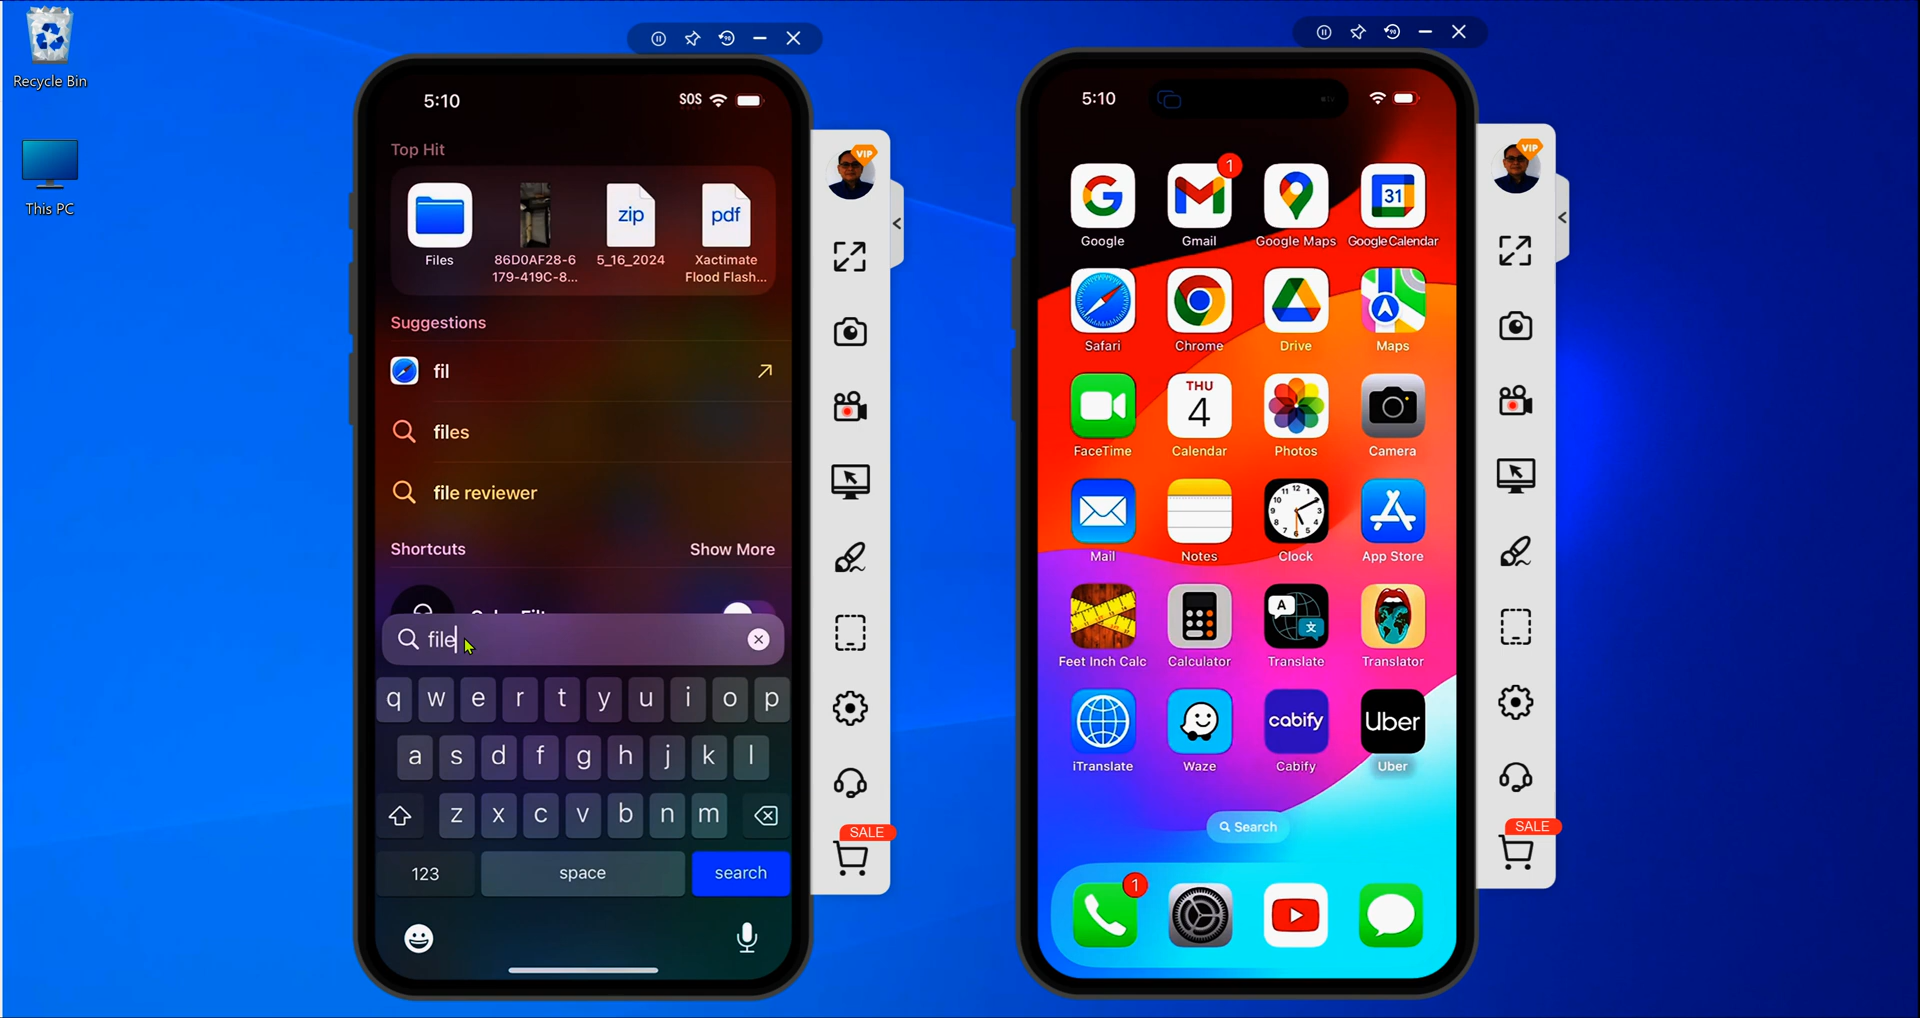 Recycle Bin
This PC
5:10
SOS
Top Hit
zip
pdf
Files
86D0AF28-6
179-419C-8...
5_16_2024
Xactimate
Flood Flash...
Suggestions
fil
files
file reviewer
Shortcuts
Show More
file
q w e r t y u i o p
a s d f g h j k l
z x c v b n m
123
space
search
VIP
SALE
5:10
1
31
Google
Gmail
Google Maps
Google Calendar
Safari
Chrome
Drive
Maps
THU
4
FaceTime
Calendar
Photos
Camera
Mail
Notes
Clock
App Store
A
文
Feet Inch Calc
Calculator
Translate
Translator
cabify
Uber
iTranslate
Waze
Cabify
Uber
Search
1
VIP
SALE